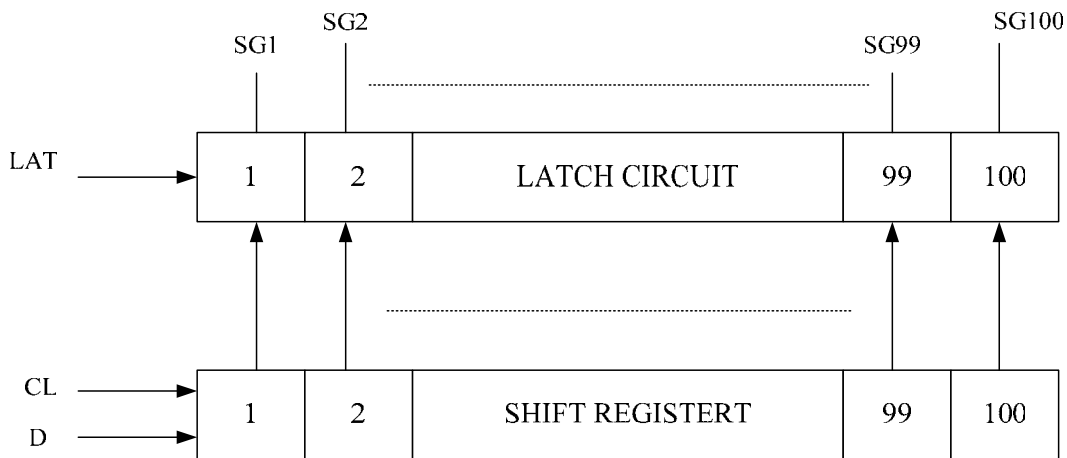 SG1 SG2 SG99 SG100
LAT 1 2 LATCH CIRCUIT 99 100
CL
D
1 2 SHIFT REGISTERT 99 100